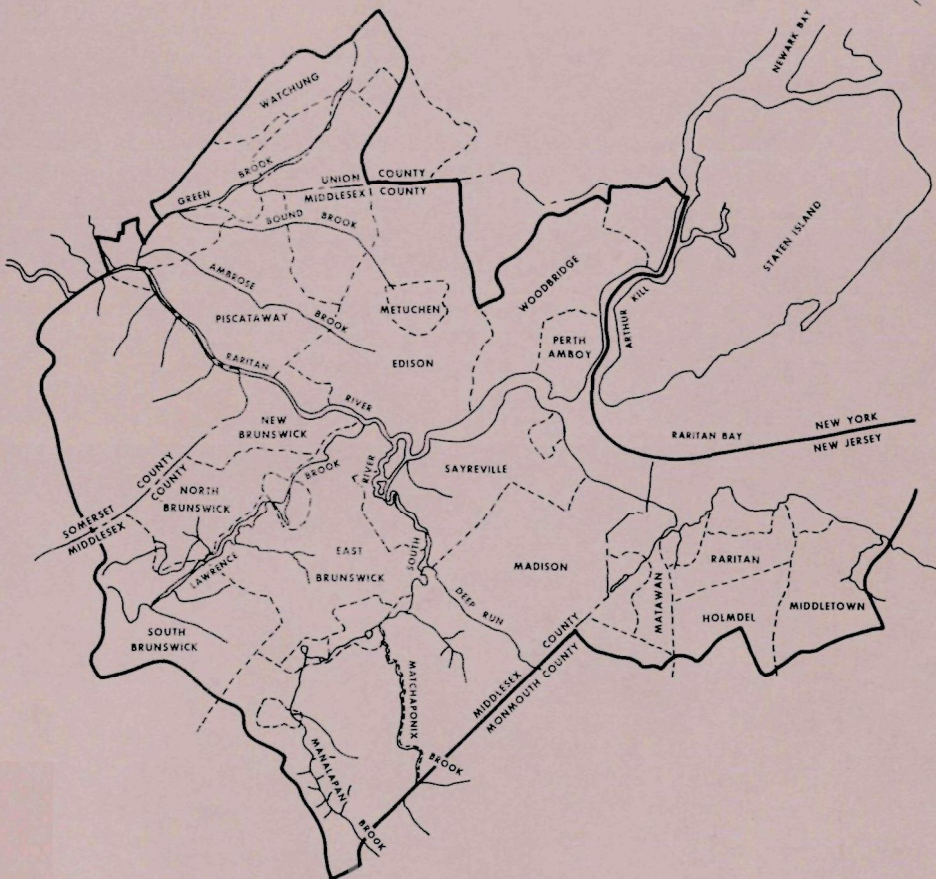 NEWARK BAY
WATCHUNG
GREEN BROOK
UNION COUNTY
MIDDLESEX COUNTY
BOUND BROOK
STATEN ISLAND
WOODBRIDGE
AMBROSE BROOK
PISCATAWAY
METUCHEN
ARTHUR KILL
PERTH
AMBOY
EDISON
RARITAN RIVER
NEW
BRUNSWICK
RARITAN BAY
NEW YORK
NEW JERSEY
SOMERSET COUNTY
MIDDLESEX COUNTY
NORTH
BRUNSWICK
LAWRENCE BROOK
SAYREVILLE
SOUTH RIVER
EAST
BRUNSWICK
MADISON
DEEP RUN
MATAWAN
RARITAN
HOLMDEL
MIDDLETOWN
SOUTH
BRUNSWICK
MIDDLESEX COUNTY
MONMOUTH COUNTY
MATCHAPONIX BROOK
MANALAPAN BROOK